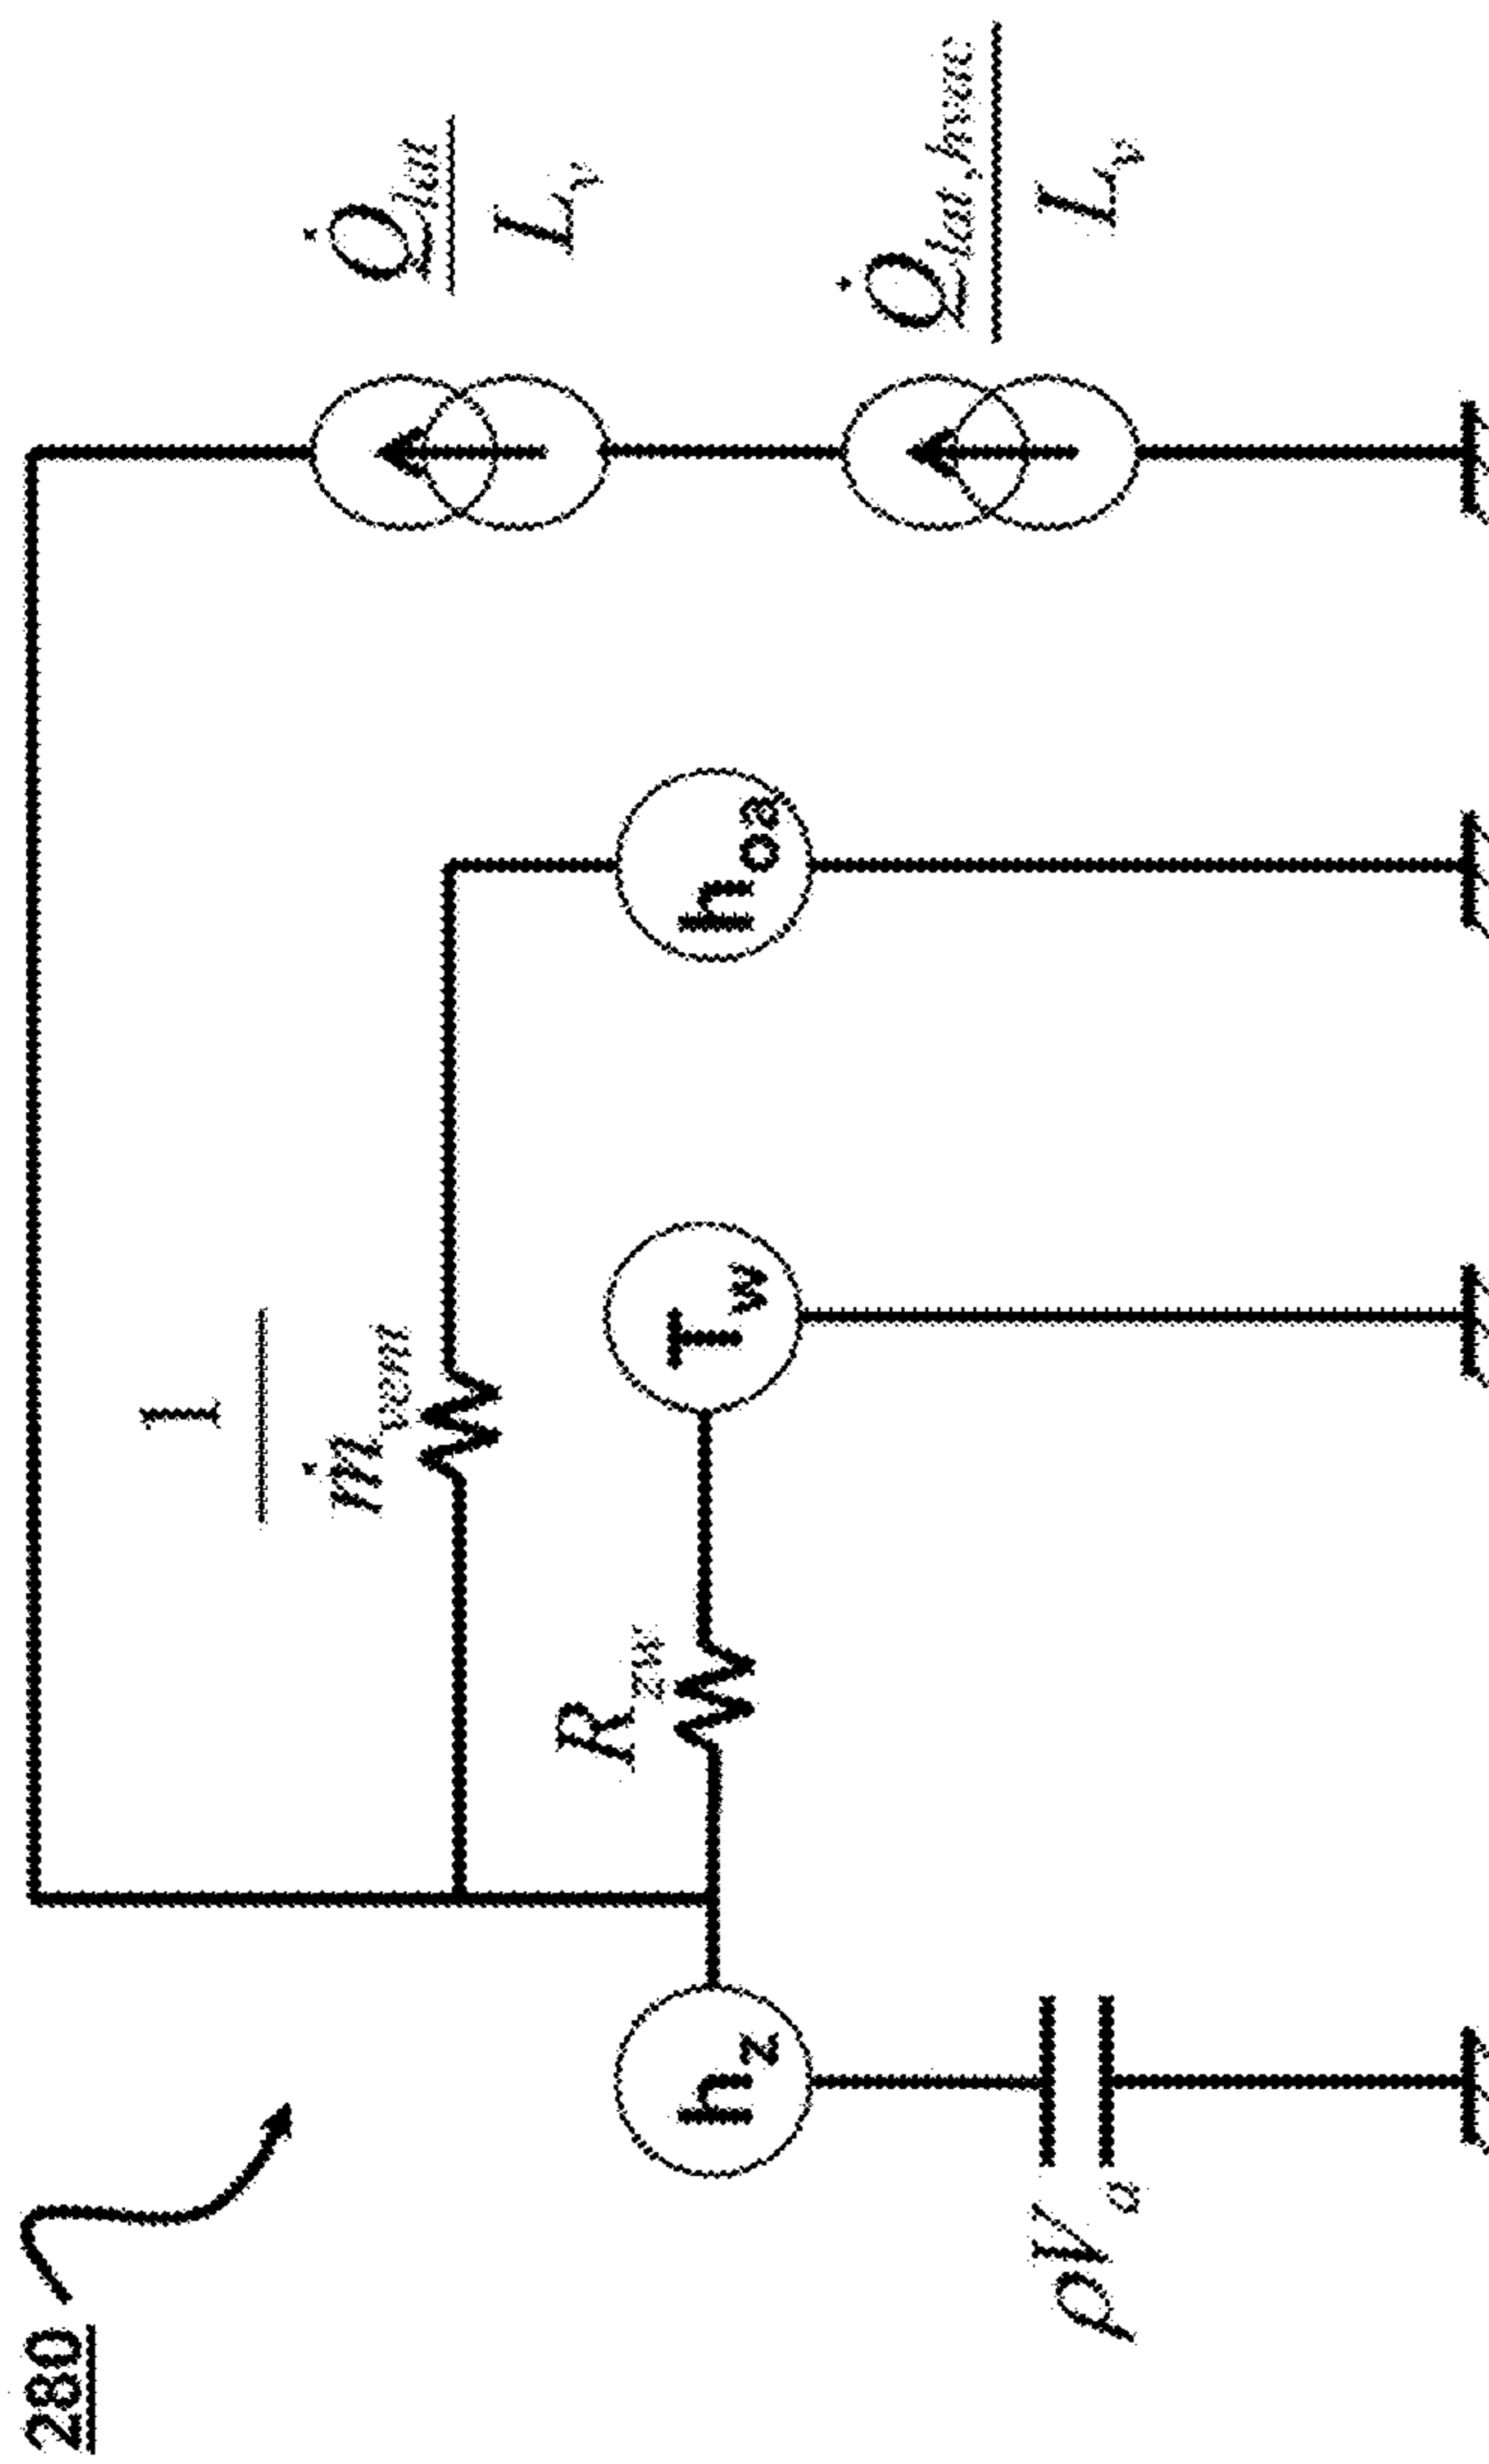 280
1
ṁvent
Q̇lat
Lv
Rzw
hz
Tw
hoa
Q̇lat,hvac
Lv
ρVa